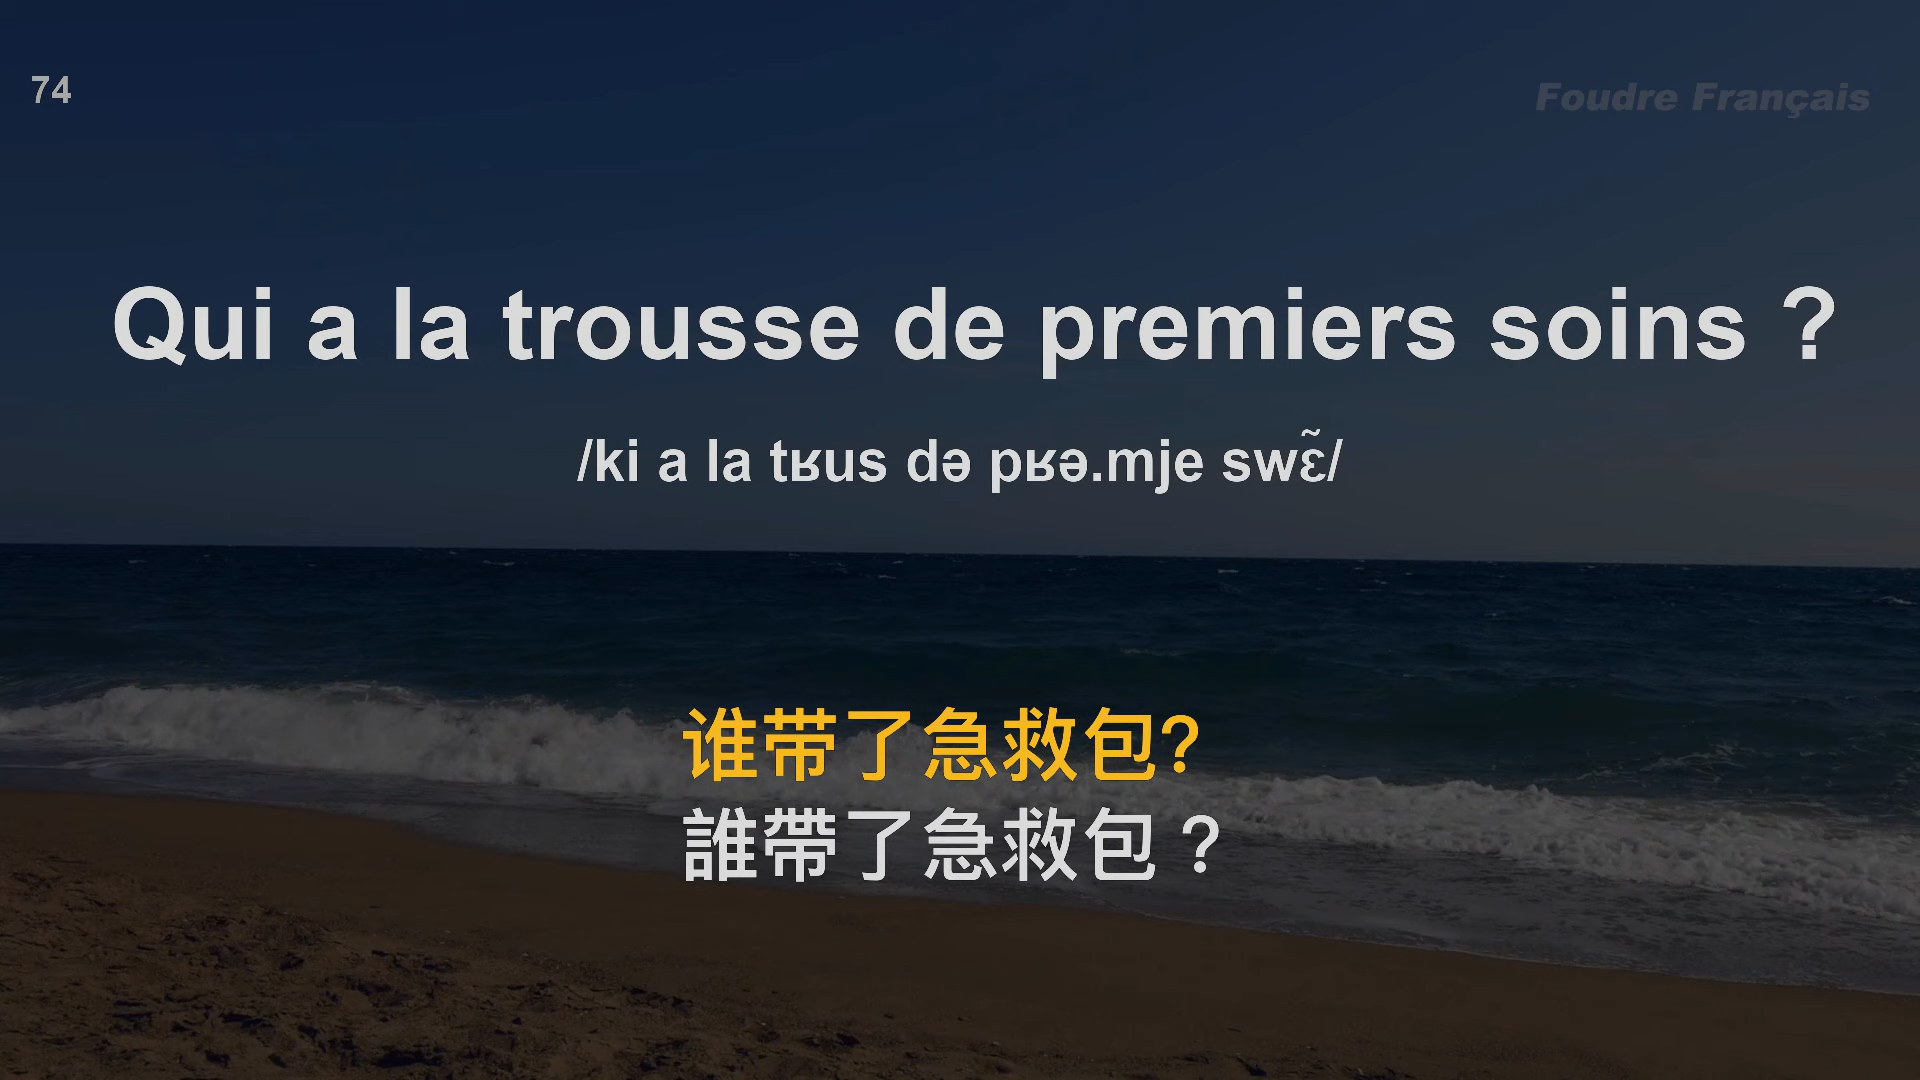 74
Foudre Français
Qui a la trousse de premiers soins ?
/ki a la tʁus də pʁə.mje swɛ̃/
谁带了急救包?
誰帶了急救包？